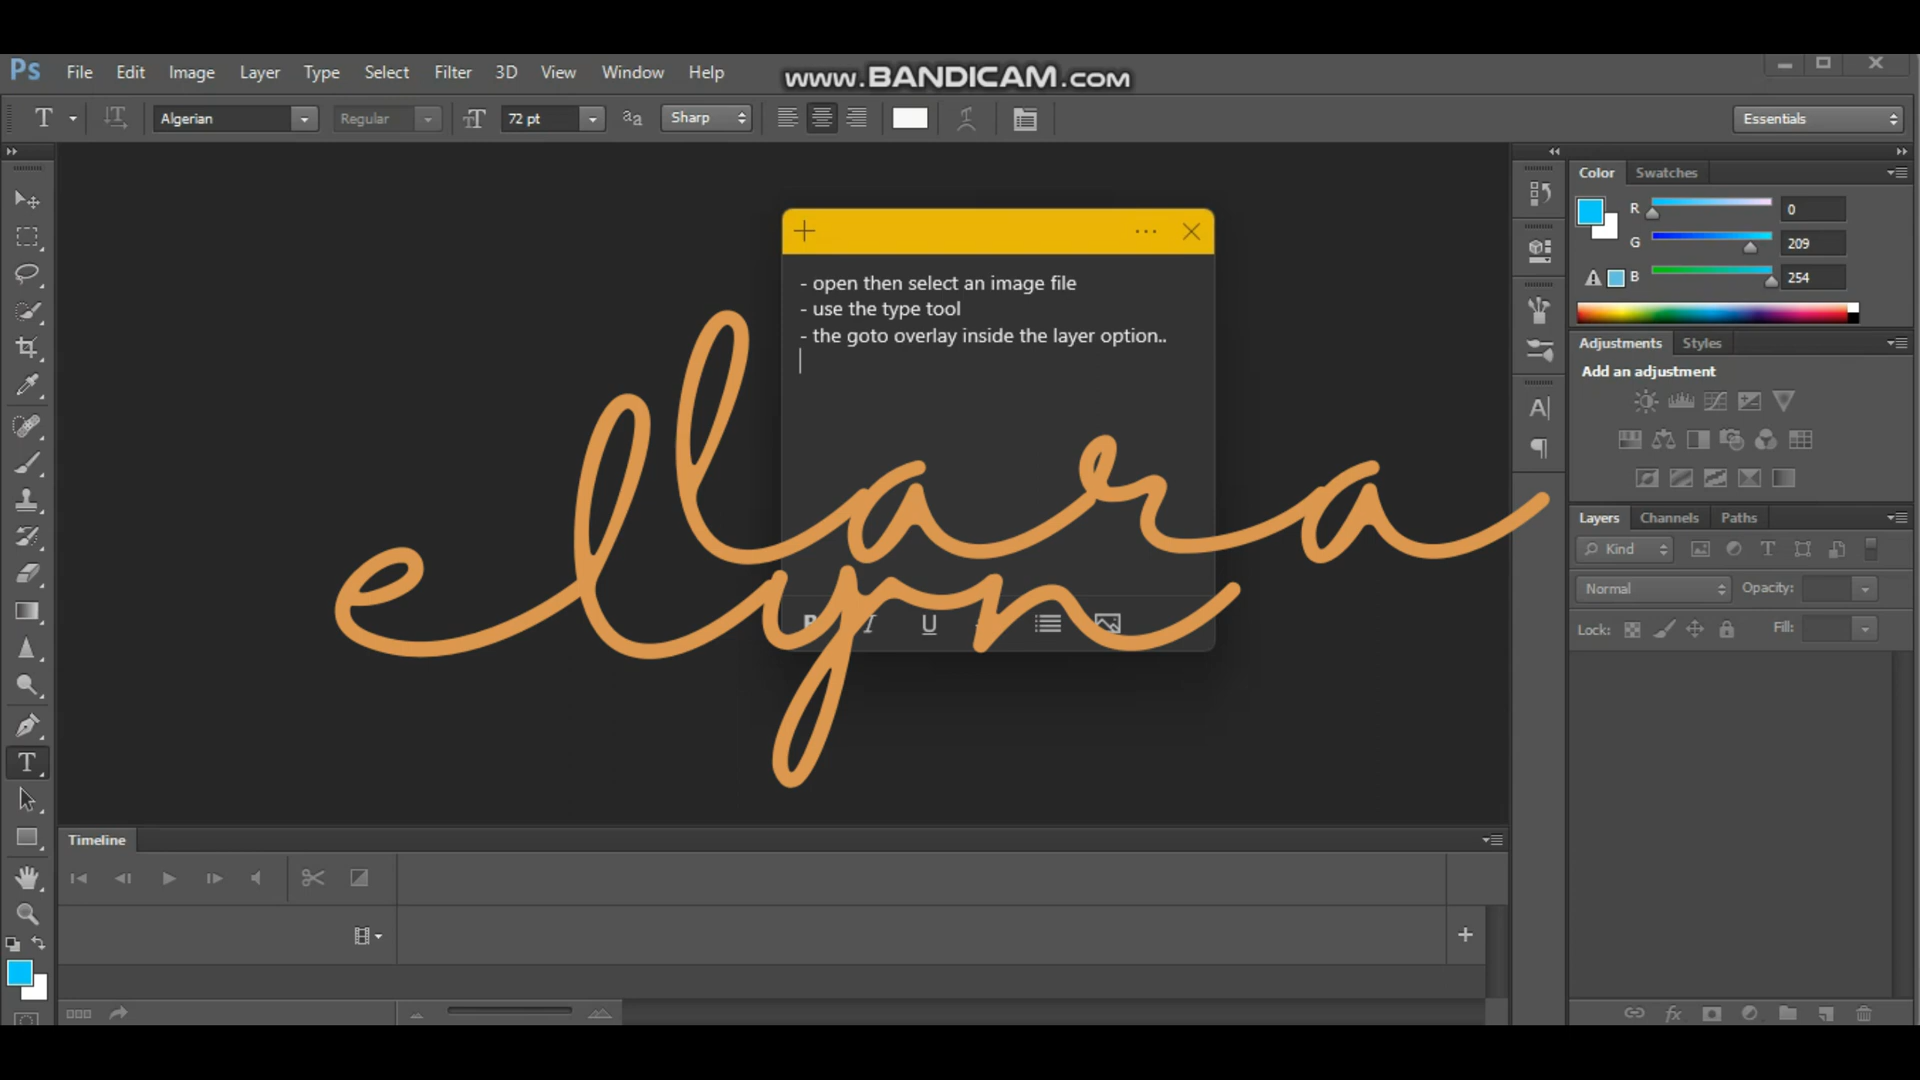 Ps File Edit Image Layer Type Select Filter 3D View Window Help
www.BANDICAM.com
T Algerian Regular 72 pt aa Sharp Essentials
- open then select an image file
- use the type tool
- the goto overlay inside the layer option..
llara
elyn
B I U
Color Swatches
R 0
G 209
B 254
Adjustments Styles
Add an adjustment
Layers Channels Paths
Kind
Normal Opacity:
Lock: Fill:
Timeline